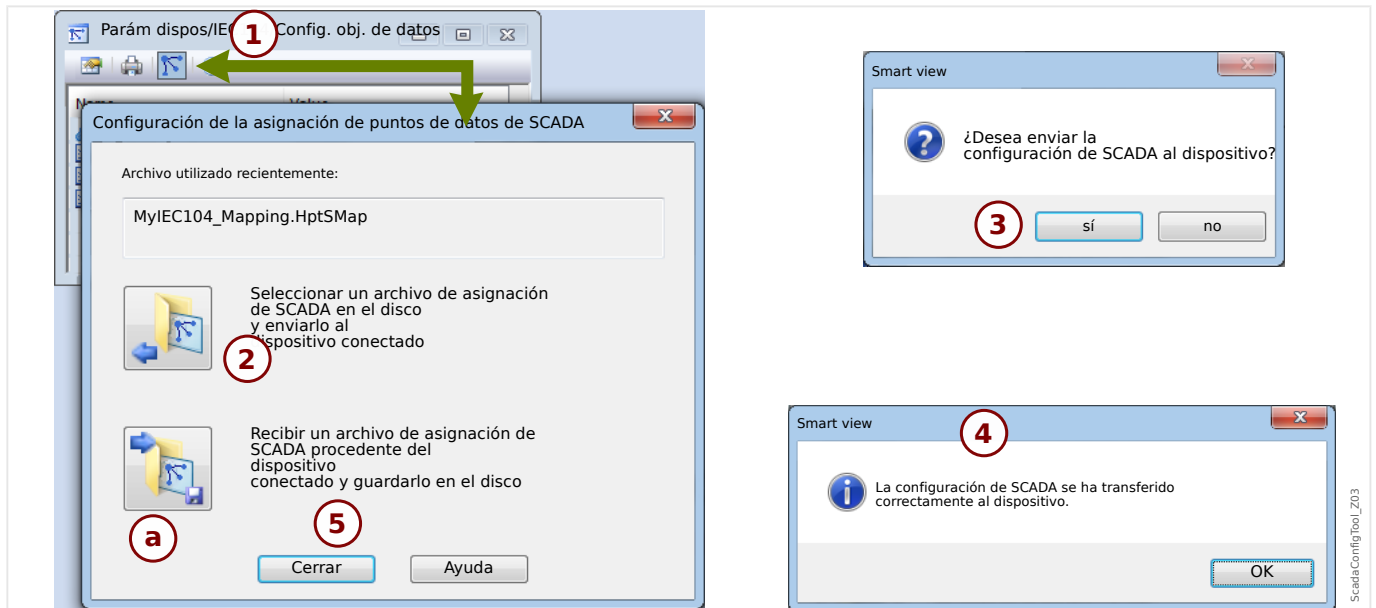 Parám dispos/IE
1
Config. obj. de datos
Configuración de la asignación de puntos de datos de SCADA
Archivo utilizado recientemente:
MyIEC104_Mapping.HptSMap
Seleccionar un archivo de asignación
de SCADA en el disco
y enviarlo al
dispositivo conectado
2
Recibir un archivo de asignación de
SCADA procedente del
dispositivo
conectado y guardarlo en el disco
a
5
Cerrar
Ayuda
Smart view
¿Desea enviar la
configuración de SCADA al dispositivo?
3
sí
no
Smart view
4
La configuración de SCADA se ha transferido
correctamente al dispositivo.
OK
ScadaConfigTool_Z03